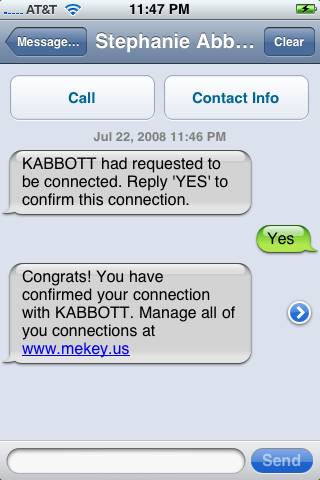 AT&T 11:47 PM
Message... Stephanie Abb... Clear
Call Contact Info
Jul 22, 2008 11:46 PM
KABBOTT had requested to
be connected. Reply 'YES' to
confirm this connection.
Yes
Congrats! You have
confirmed your connection
with KABBOTT. Manage all of
you connections at
www.mekey.us
Send